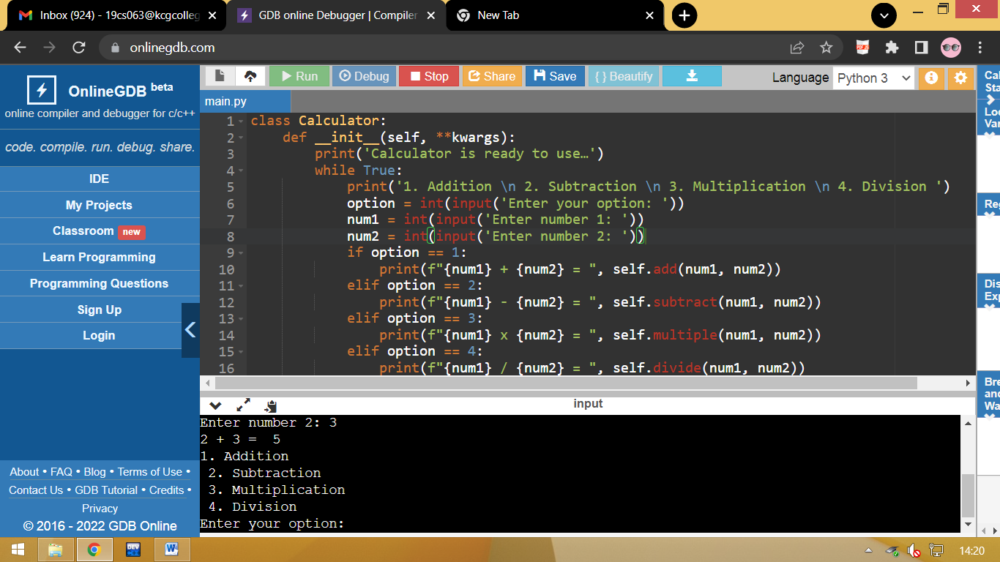 Inbox (924) - 19cs063@kcgcolleg
GDB online Debugger | Compiler
New Tab
onlinegdb.com
OnlineGDB beta
online compiler and debugger for c/c++
code. compile. run. debug. share.
IDE
My Projects
Classroom new
Learn Programming
Programming Questions
Sign Up
Login
About • FAQ • Blog • Terms of Use •
Contact Us • GDB Tutorial • Credits •
Privacy
© 2016 - 2022 GDB Online
Run Debug Stop Share Save { } Beautify
Language Python 3
main.py
1 class Calculator:
2 def __init__(self, **kwargs):
3 print('Calculator is ready to use…')
4 while True:
5 print('1. Addition \n 2. Subtraction \n 3. Multiplication \n 4. Division ')
6 option = int(input('Enter your option: '))
7 num1 = int(input('Enter number 1: '))
8 num2 = int(input('Enter number 2: '))
9 if option == 1:
10 print(f"{num1} + {num2} = ", self.add(num1, num2))
11 elif option == 2:
12 print(f"{num1} - {num2} = ", self.subtract(num1, num2))
13 elif option == 3:
14 print(f"{num1} x {num2} = ", self.multiple(num1, num2))
15 elif option == 4:
16 print(f"{num1} / {num2} = ", self.divide(num1, num2))
input
Enter number 2: 3
2 + 3 =  5
1. Addition
2. Subtraction
3. Multiplication
4. Division
Enter your option:
Cal
Sta
Loc
Var
Reg
Dis
Exp
Bre
and
Wa
DEV
14:20